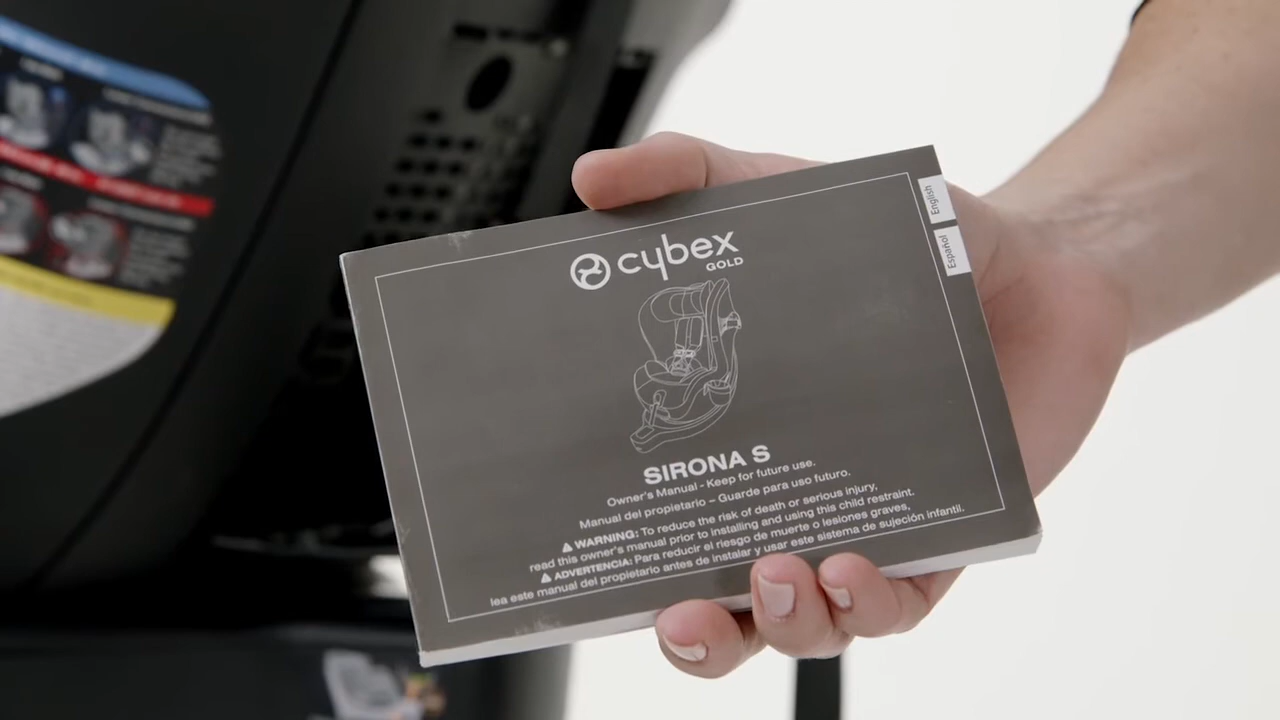 cybex
GOLD
English
Español
SIRONA S
Owner's Manual - Keep for future use.
Manual del propietario – Guarde para uso futuro.
WARNING: To reduce the risk of death or serious injury,
read this owner's manual prior to installing and using this child restraint.
ADVERTENCIA: Para reducir el riesgo de muerte o lesiones graves,
lea este manual del propietario antes de instalar y usar este sistema de sujeción infantil.